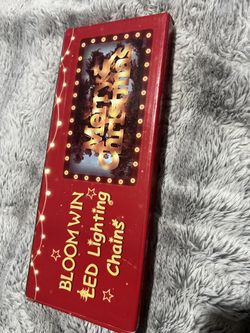 Merry
Christmas
BLOOMWIN
LED Lighting
Chains